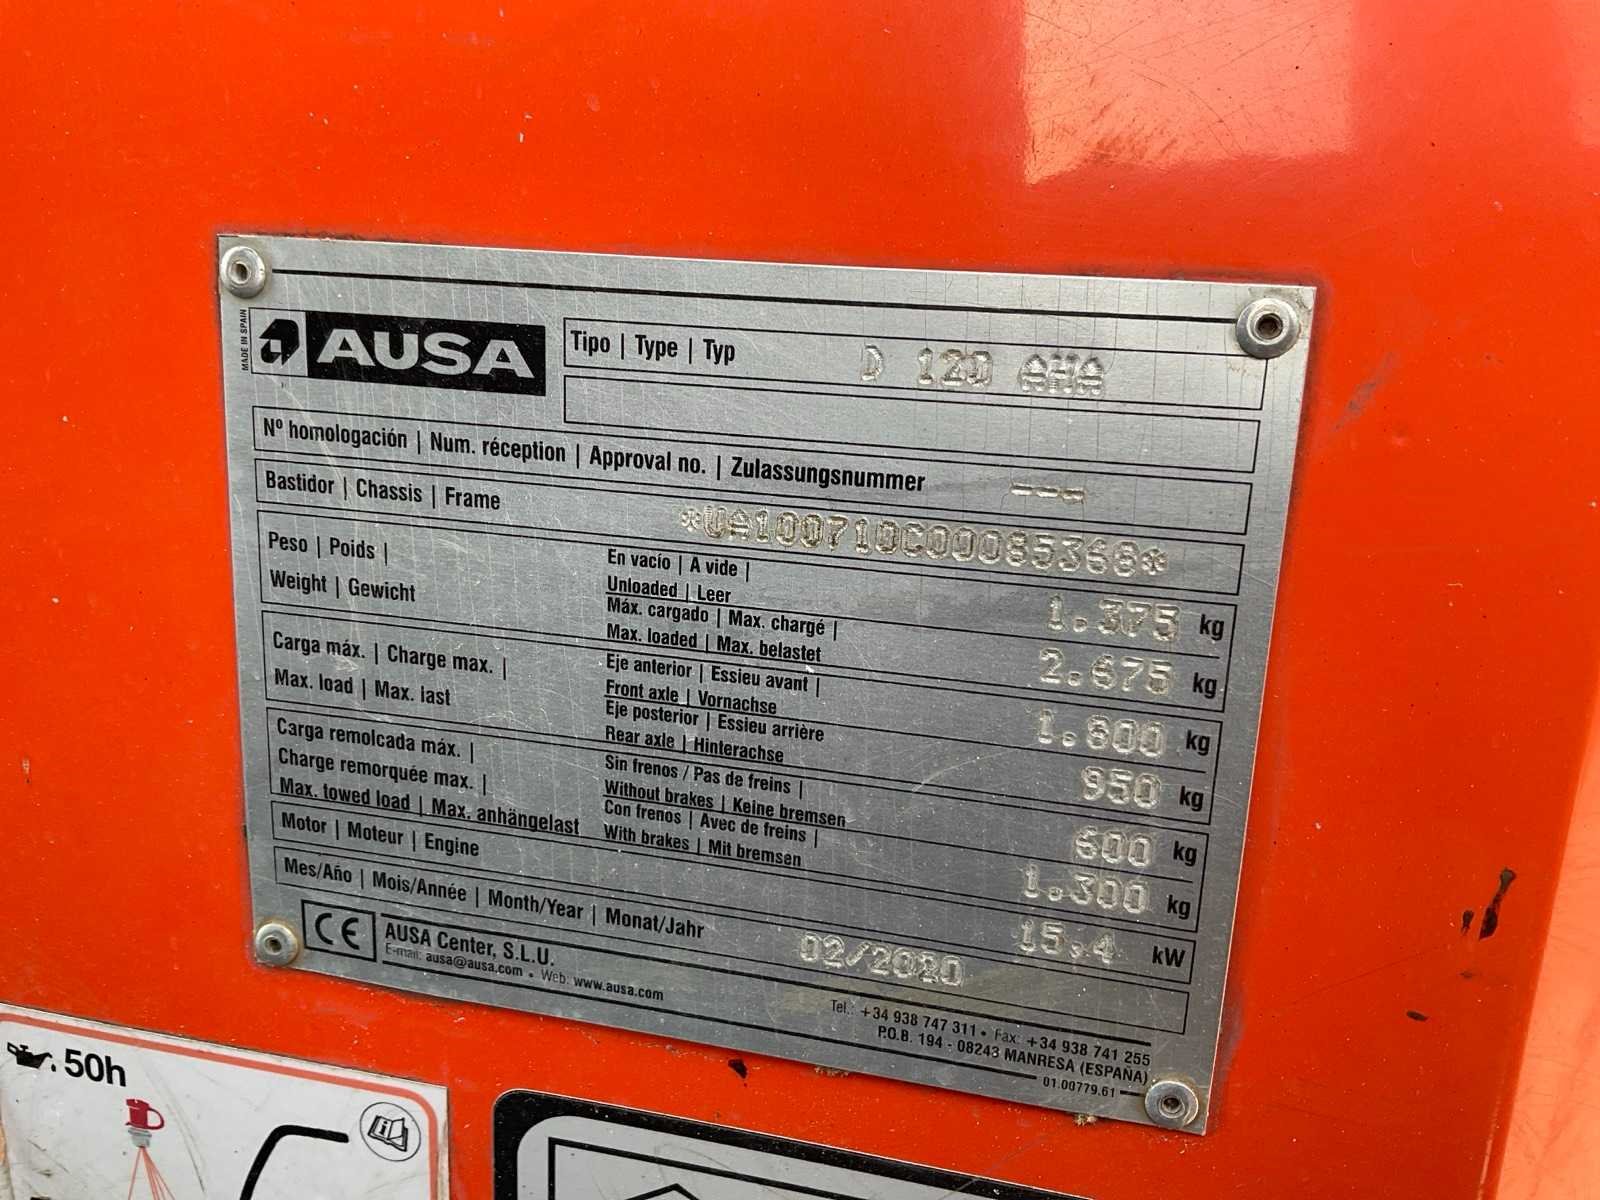 MADE IN SPAIN
AUSA
Tipo | Type | Typ D 120 AHA
Nº homologación | Num. réception | Approval no. | Zulassungsnummer ---
Bastidor | Chassis | Frame *UA100710C00085368*
Peso | Poids |
Weight | Gewicht
En vacío | A vide |
Unloaded | Leer 1.375 kg
Máx. cargado | Max. chargé |
Max. loaded | Max. belastet 2.675 kg
Carga máx. | Charge max. |
Max. load | Max. last
Eje anterior | Essieu avant |
Front axle | Vornachse 1.800 kg
Eje posterior | Essieu arrière
Rear axle | Hinterachse 950 kg
Carga remolcada máx. |
Charge remorquée max. |
Max. towed load | Max. anhängelast
Sin frenos / Pas de freins |
Without brakes | Keine bremsen 600 kg
Con frenos | Avec de freins |
With brakes | Mit bremsen 1.300 kg
Motor | Moteur | Engine 15,4 kW
Mes/Año | Mois/Année | Month/Year | Monat/Jahr 02/2020
CE
AUSA Center, S.L.U.
E-mail: ausa@ausa.com • Web: www.ausa.com
Tel.: +34 938 747 311 • Fax: +34 938 741 255
P.O.B. 194 - 08243 MANRESA (ESPAÑA)
01.00779.61
50h
i